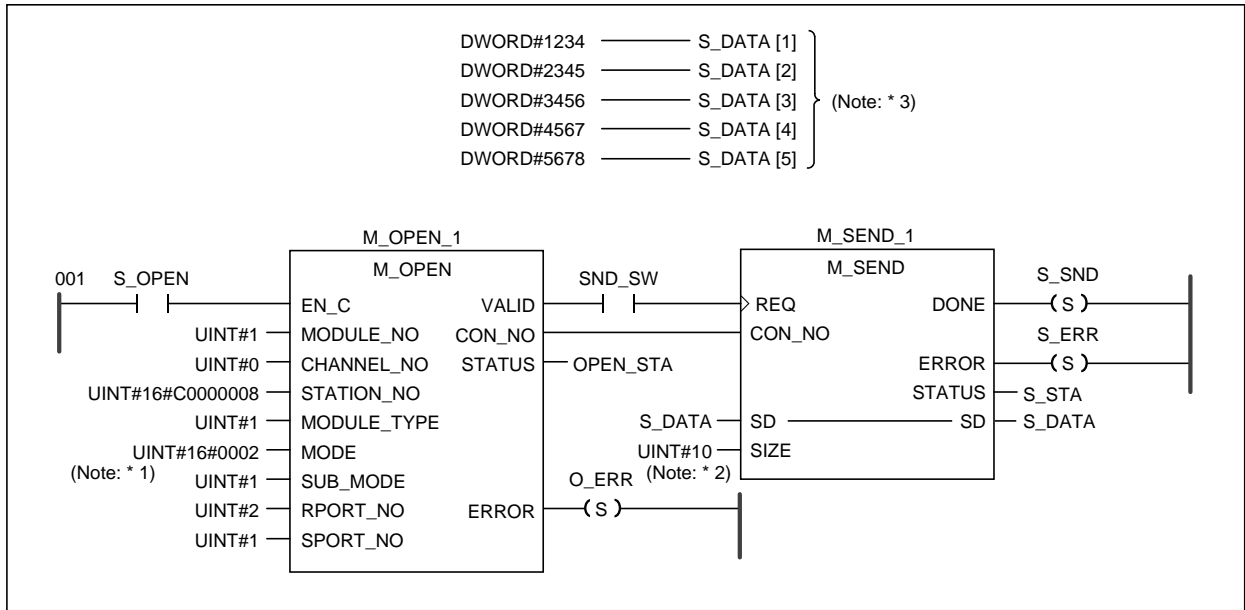 DWORD#1234 S_DATA [1]
DWORD#2345 S_DATA [2]
DWORD#3456 S_DATA [3] (Note: * 3)
DWORD#4567 S_DATA [4]
DWORD#5678 S_DATA [5]
M_OPEN_1 M_SEND_1
M_OPEN M_SEND
001 S_OPEN SND_SW S_SND
EN_C VALID REQ DONE ( S )
UINT#1 MODULE_NO CON_NO CON_NO S_ERR
UINT#0 CHANNEL_NO STATUS OPEN_STA ERROR ( S )
UINT#16#C0000008 STATION_NO STATUS S_STA
UINT#1 MODULE_TYPE S_DATA SD SD S_DATA
UINT#16#0002 MODE UINT#10 SIZE
(Note: * 1) (Note: * 2)
UINT#1 SUB_MODE O_ERR
UINT#2 RPORT_NO ERROR ( S )
UINT#1 SPORT_NO